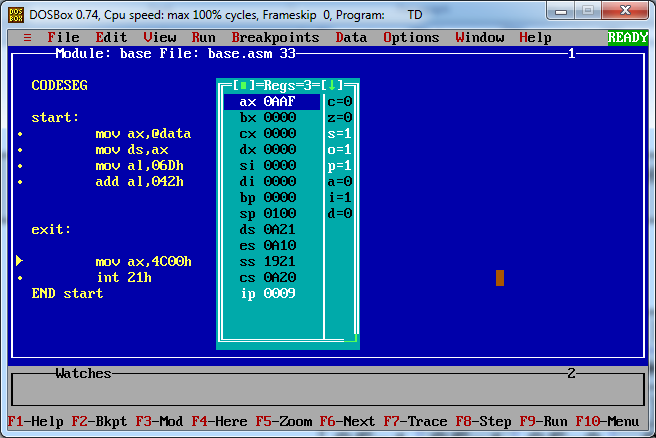 DOSBox 0.74, Cpu speed: max 100% cycles, Frameskip 0, Program: TD
≡ File Edit View Run Breakpoints Data Options Window Help READY
Module: base File: base.asm 33 1
CODESEG
start:
mov ax,@data
mov ds,ax
mov al,06Dh
add al,042h
exit:
mov ax,4C00h
int 21h
END start
[■]=Regs=3=[↓]
ax 0AAF c=0
bx 0000 z=0
cx 0000 s=1
dx 0000 o=1
si 0000 p=1
di 0000 a=0
bp 0000 i=1
sp 0100 d=0
ds 0A21
es 0A10
ss 1921
cs 0A20
ip 0009
Watches 2
F1-Help F2-Bkpt F3-Mod F4-Here F5-Zoom F6-Next F7-Trace F8-Step F9-Run F10-Menu